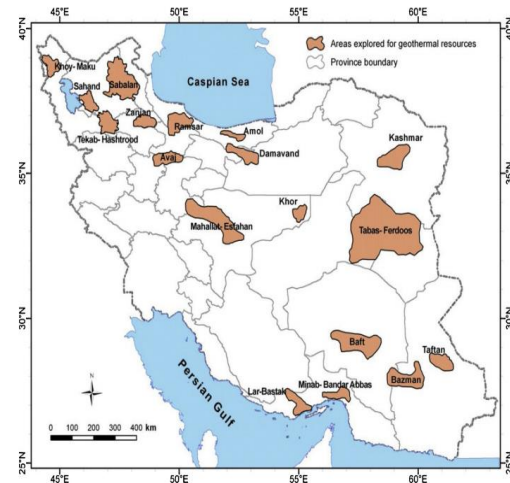 45°E 50°E 55°E 60°E
40°N
40°N
Areas explored for geothermal resources
Province boundary
Caspian Sea
Khoy- Maku
Sahand
Sabalan
Zanjan
Ramsar
Amol
Tekab- Hashtrood
Avaj
Damavand
Kashmar
35°N
35°N
Khor
Mahallat- Esfahan
Tabas- Ferdoos
30°N
30°N
Baft
Taftan
Persian Gulf
Lar-Bastak
Minab- Bandar Abbas
Bazman
N
0 100 200 300 400 km
25°N
25°N
45°E 50°E 55°E 60°E